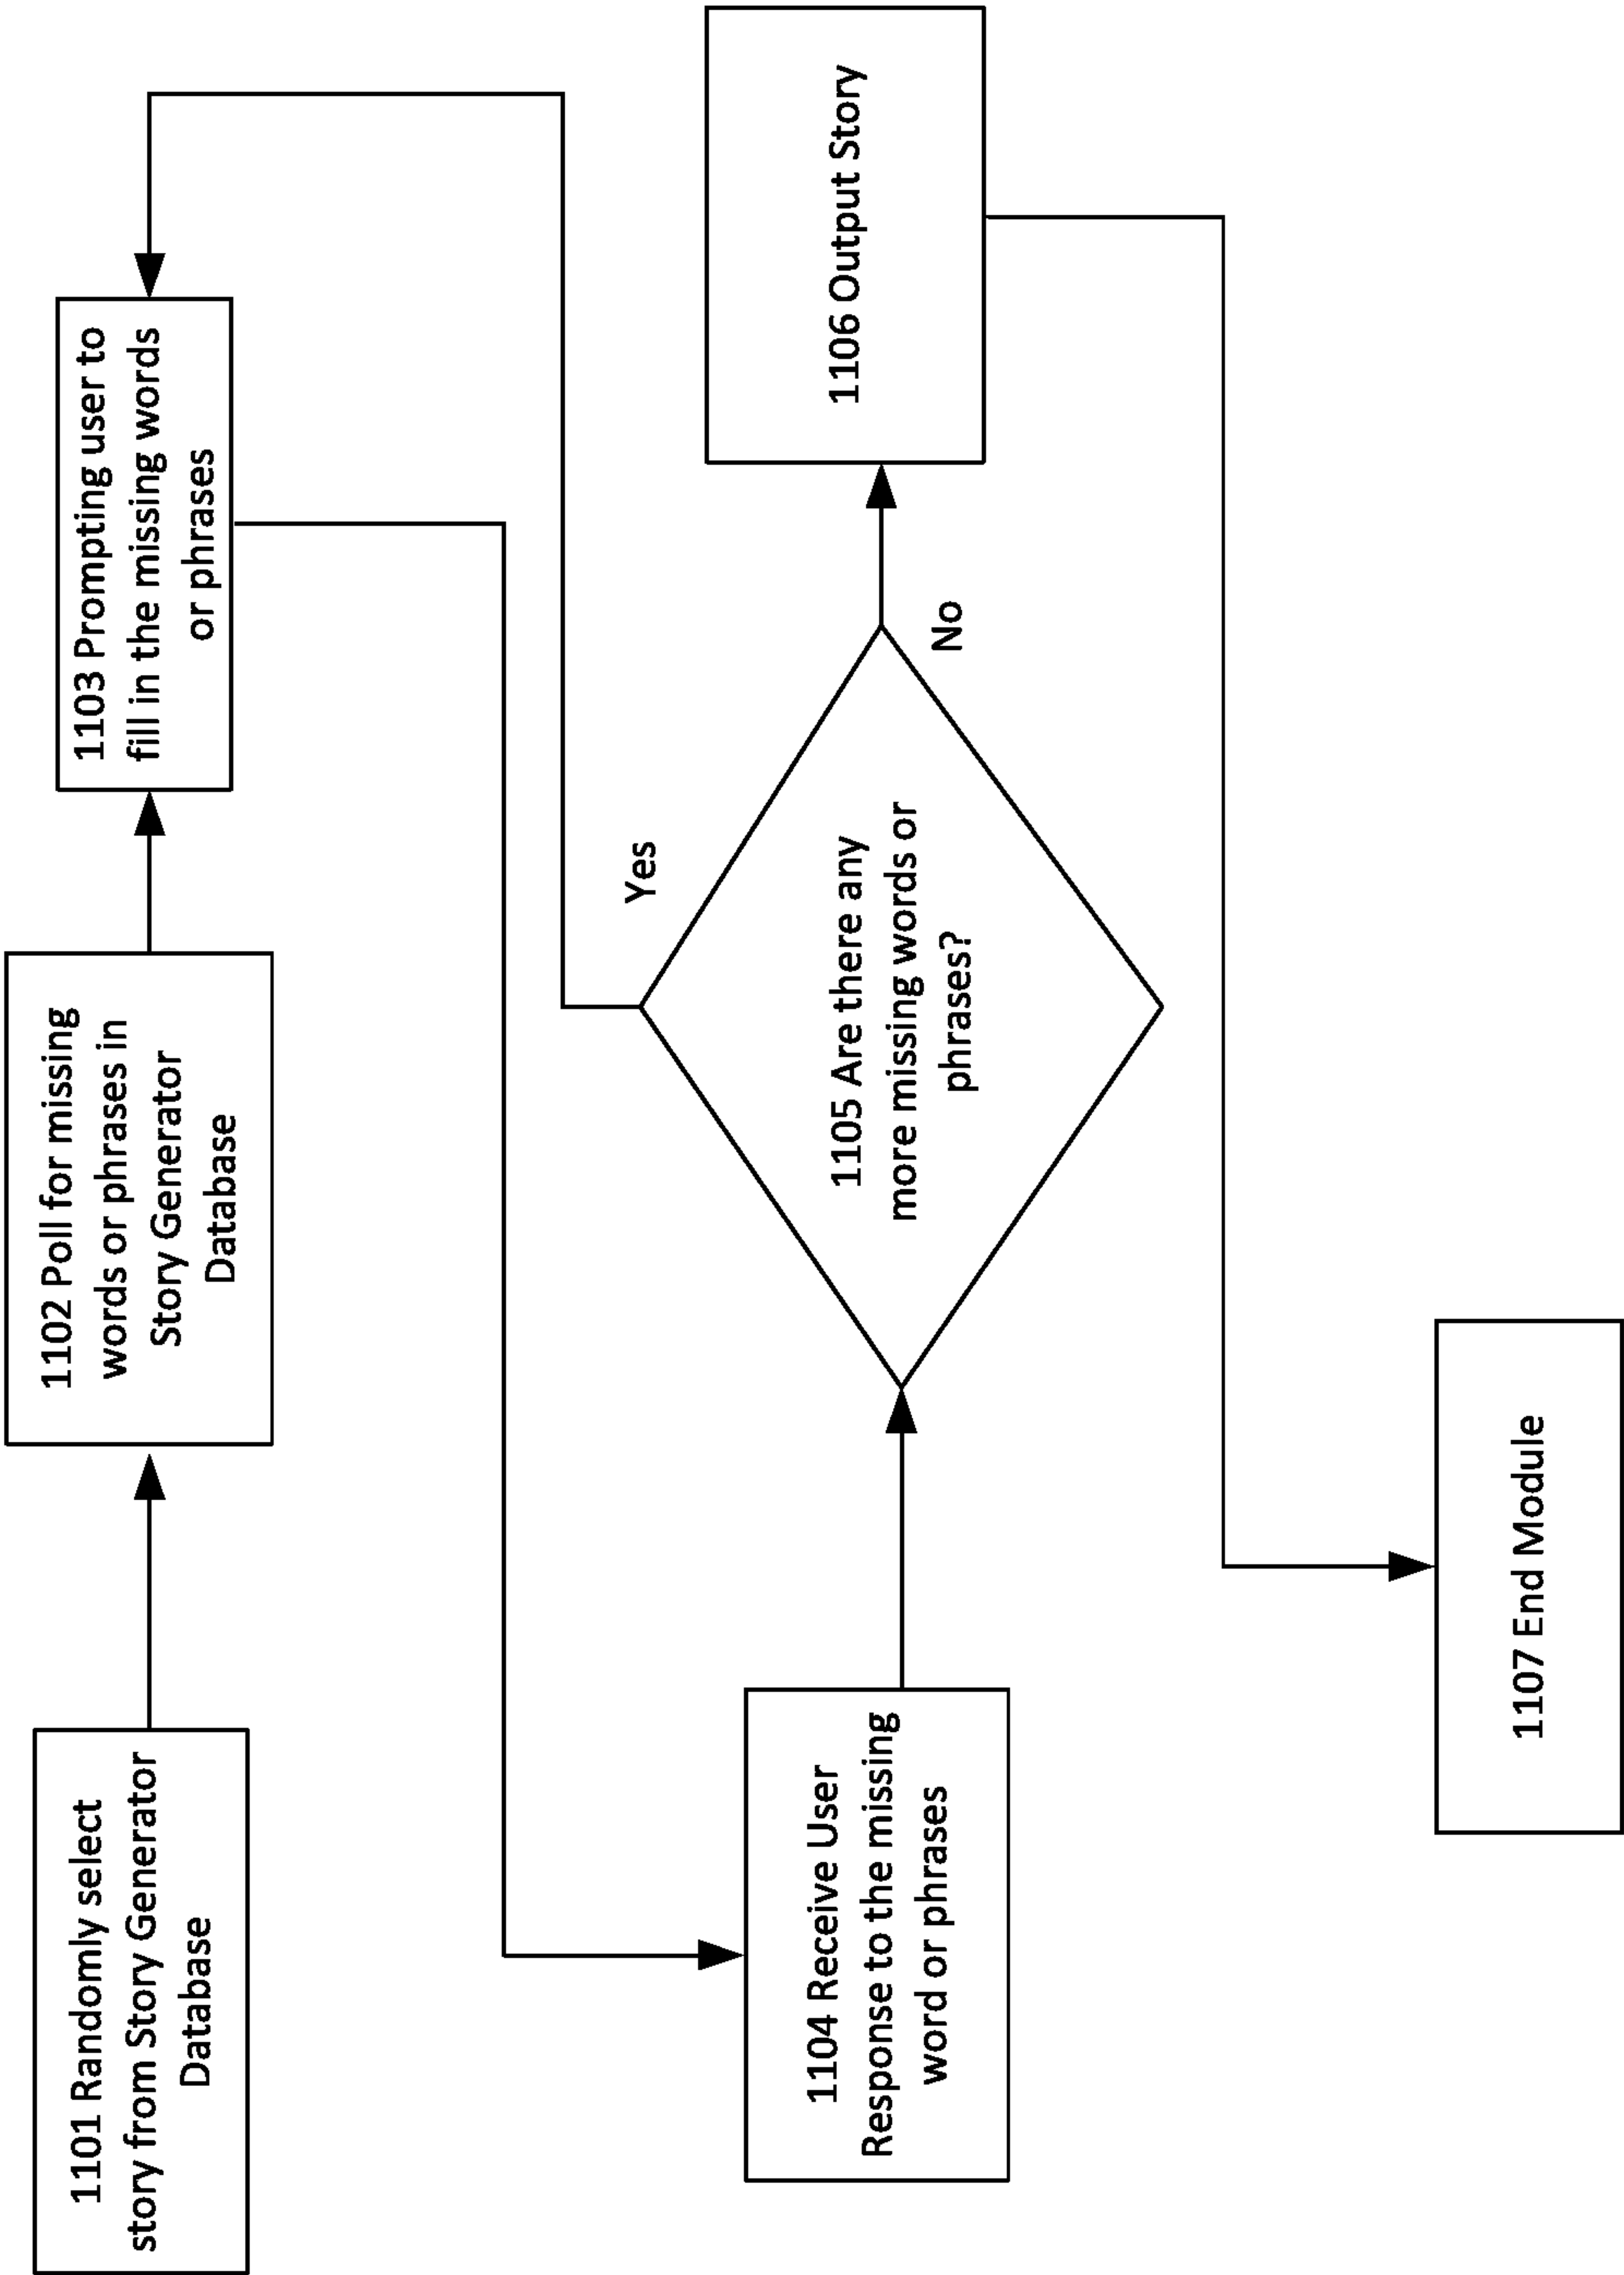 1101 Randomly select
story from Story Generator
Database
1102 Poll for missing
words or phrases in
Story Generator
Database
1103 Prompting user to
fill in the missing words
or phrases
1104 Receive User
Response to the missing
word or phrases
1105 Are there any
more missing words or
phrases?
Yes
No
1106 Output Story
1107 End Module